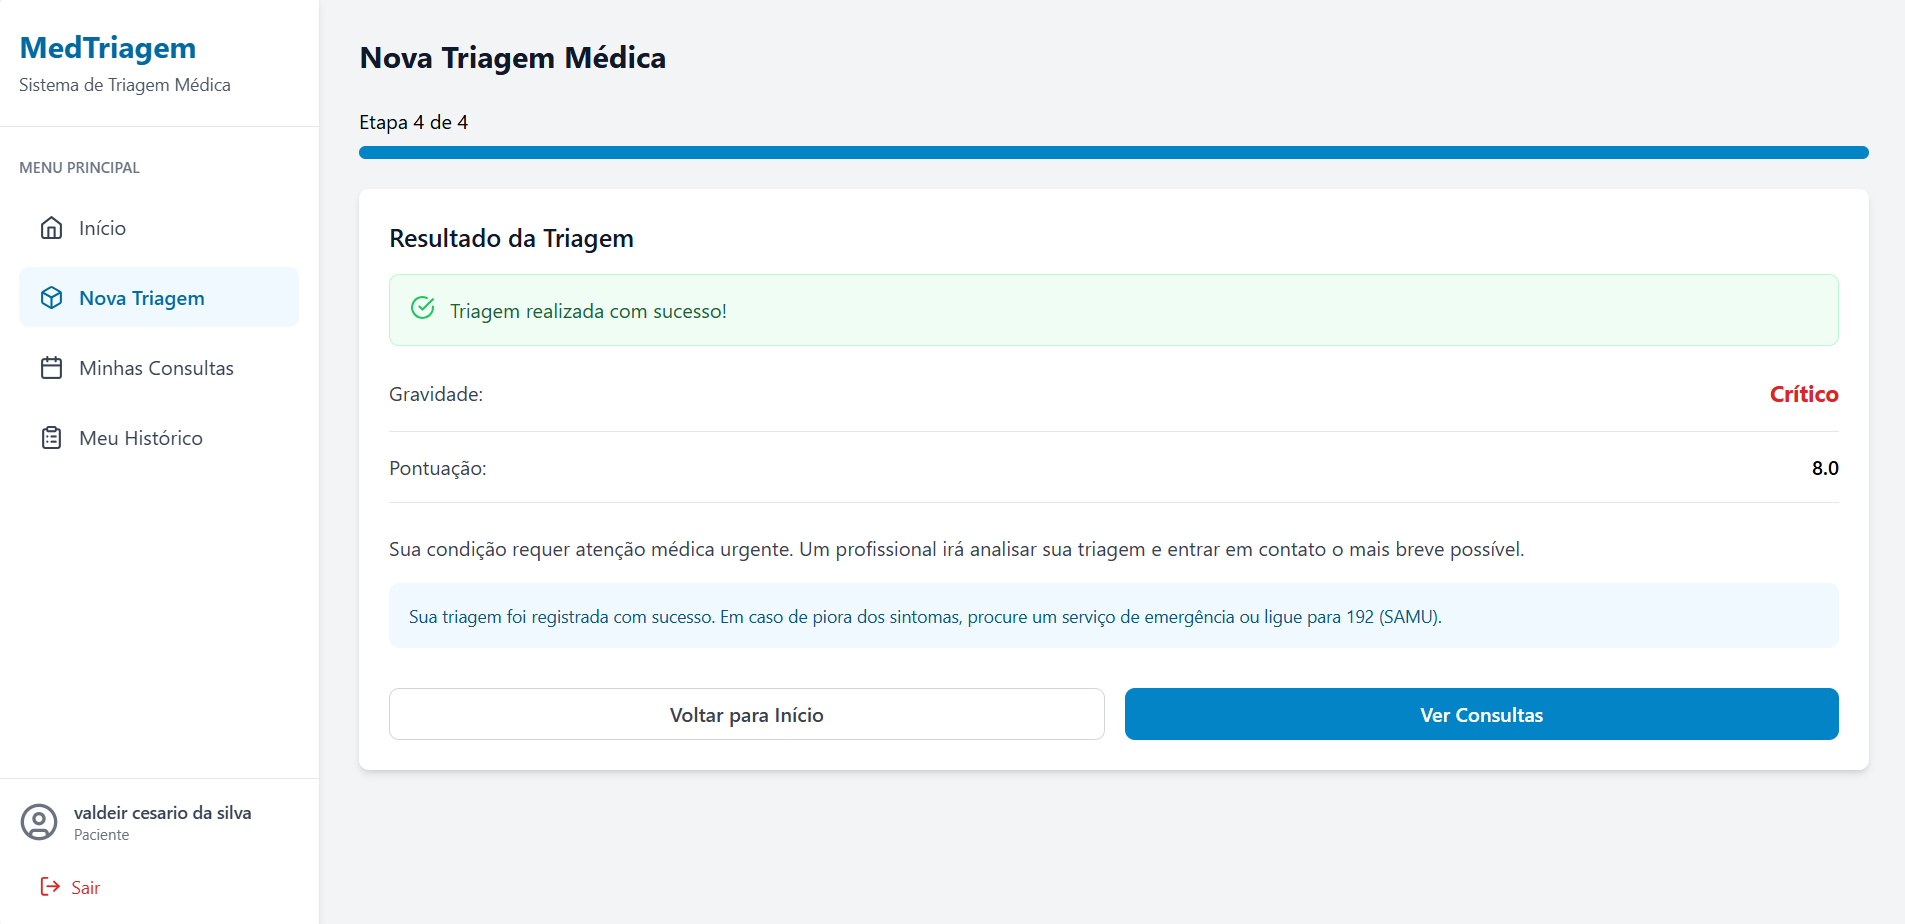 MedTriagem
Sistema de Triagem Médica
MENU PRINCIPAL
Início
Nova Triagem
Minhas Consultas
Meu Histórico
valdeir cesario da silva
Paciente
Sair
Nova Triagem Médica
Etapa 4 de 4
Resultado da Triagem
Triagem realizada com sucesso!
Gravidade: Crítico
Pontuação: 8.0
Sua condição requer atenção médica urgente. Um profissional irá analisar sua triagem e entrar em contato o mais breve possível.
Sua triagem foi registrada com sucesso. Em caso de piora dos sintomas, procure um serviço de emergência ou ligue para 192 (SAMU).
Voltar para Início
Ver Consultas